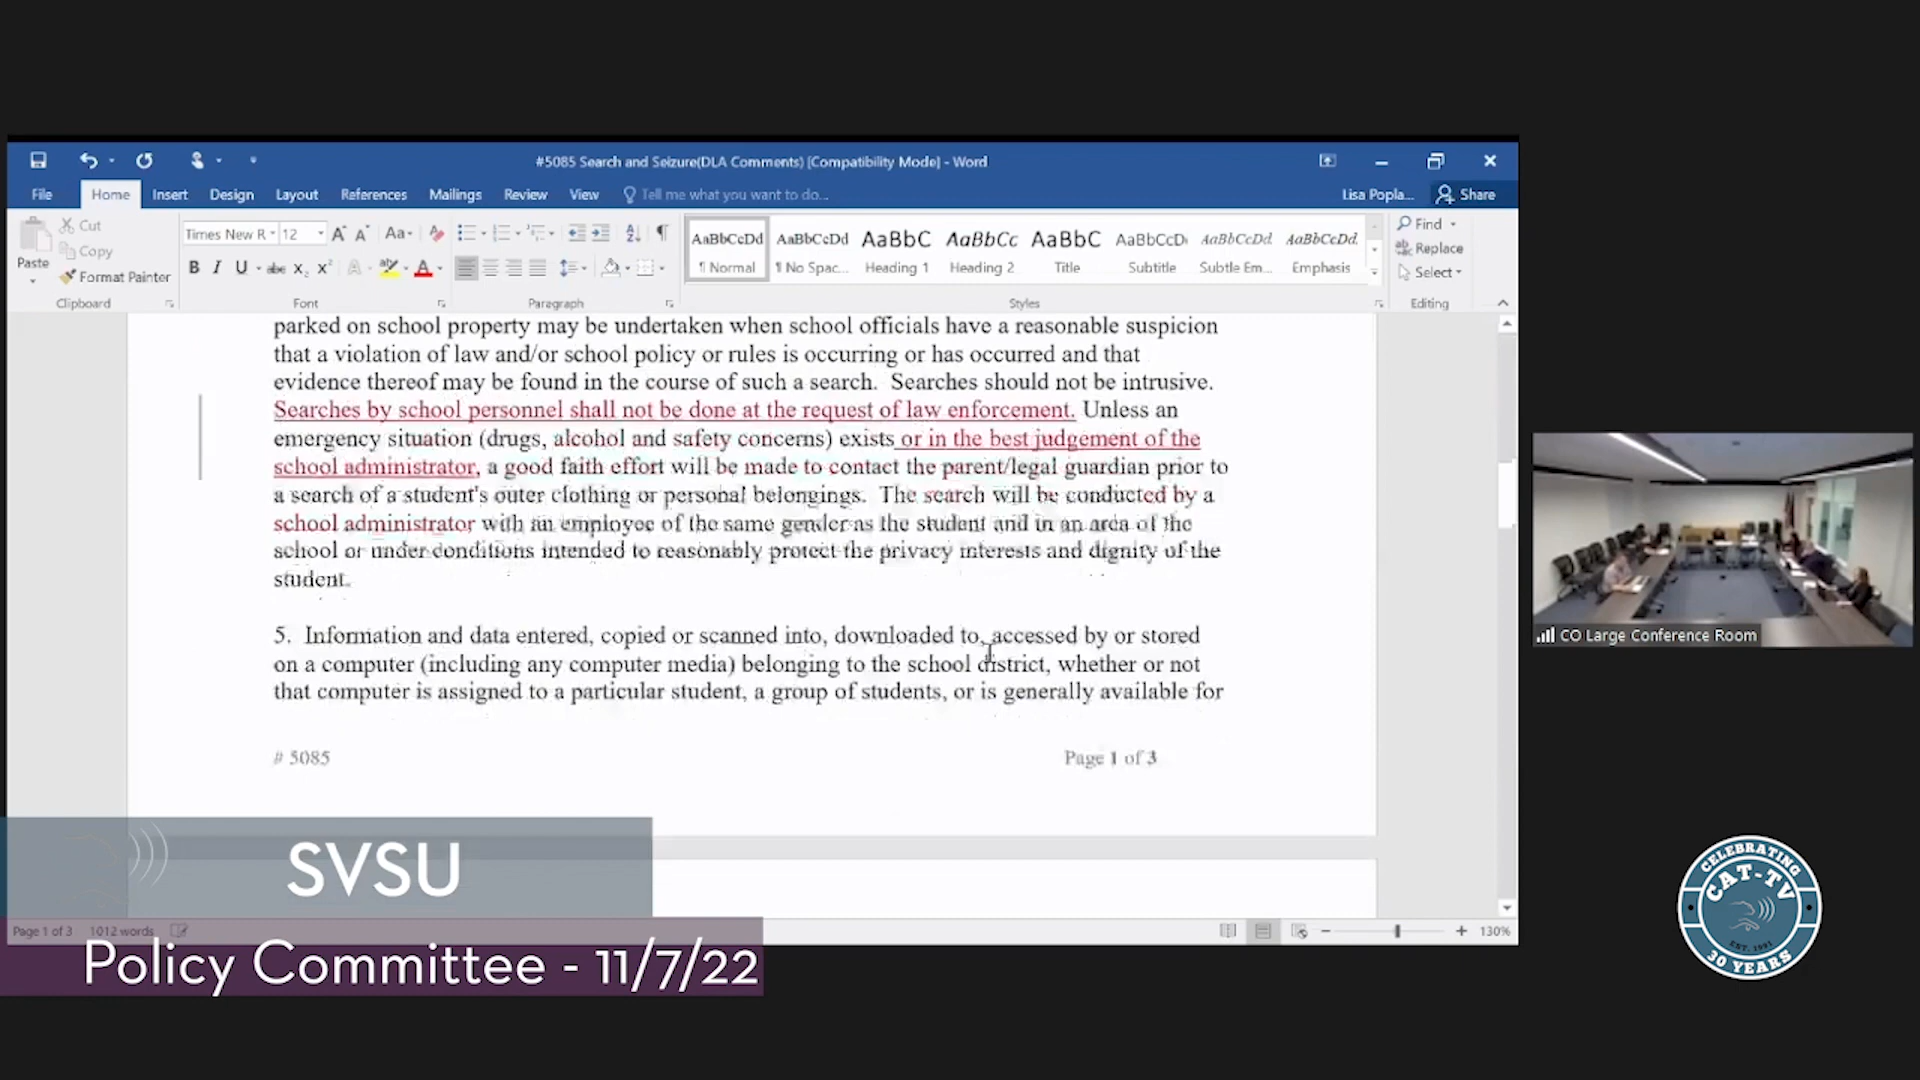 #5085 Search and Seizure(DLA Comments) [Compatibility Mode] - Word
File Home Insert Design Layout References Mailings Review View Tell me what you want to do... Lisa Popla... Share
Cut
Copy
Paste
Format Painter
Clipboard
Times New R 12
Font
Paragraph
AaBbCcDd AaBbCcDd AaBbC AaBbCc AaBbC AaBbCcD AaBbCcDd AaBbCcDd
¶ Normal ¶ No Spac... Heading 1 Heading 2 Title Subtitle Subtle Em... Emphasis
Styles
Find
Replace
Select
Editing
parked on school property may be undertaken when school officials have a reasonable suspicion
that a violation of law and/or school policy or rules is occurring or has occurred and that
evidence thereof may be found in the course of such a search.  Searches should not be intrusive.
Searches by school personnel shall not be done at the request of law enforcement. Unless an
emergency situation (drugs, alcohol and safety concerns) exists or in the best judgement of the
school administrator, a good faith effort will be made to contact the parent/legal guardian prior to
a search of a student's outer clothing or personal belongings.  The search will be conducted by a
school administrator with an employee of the same gender as the student and in an area of the
school or under conditions intended to reasonably protect the privacy interests and dignity of the
student.
5.  Information and data entered, copied or scanned into, downloaded to, accessed by or stored
on a computer (including any computer media) belonging to the school district, whether or not
that computer is assigned to a particular student, a group of students, or is generally available for
# 5085 Page 1 of 3
Page 1 of 3 1012 words 130%
SVSU
Policy Committee - 11/7/22
CO Large Conference Room
CELEBRATING
CAT-TV
EST. 1991
30 YEARS